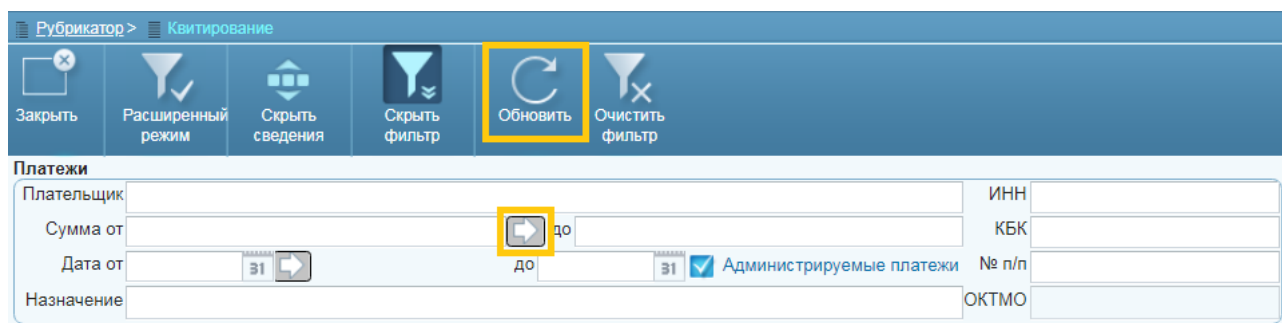 Рубрикатор > Квитирование
Закрыть Расширенный режим Скрыть сведения Скрыть фильтр Обновить Очистить фильтр
Платежи
Плательщик ИНН
Сумма от до КБК
Дата от 31 до 31 Администрируемые платежи № п/п
Назначение ОКТМО